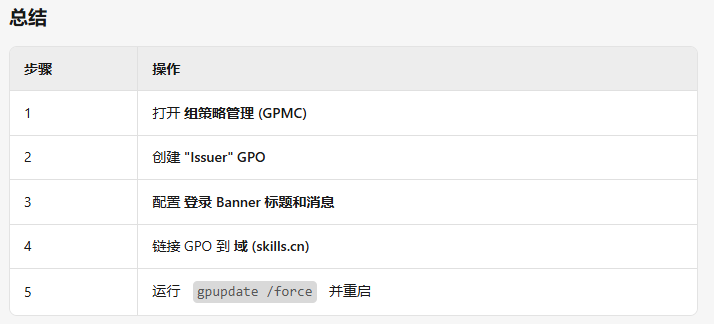 总结
步骤 操作
1 打开 组策略管理 (GPMC)
2 创建 "Issuer" GPO
3 配置 登录 Banner 标题和消息
4 链接 GPO 到 域 (skills.cn)
5 运行 gpupdate /force 并重启